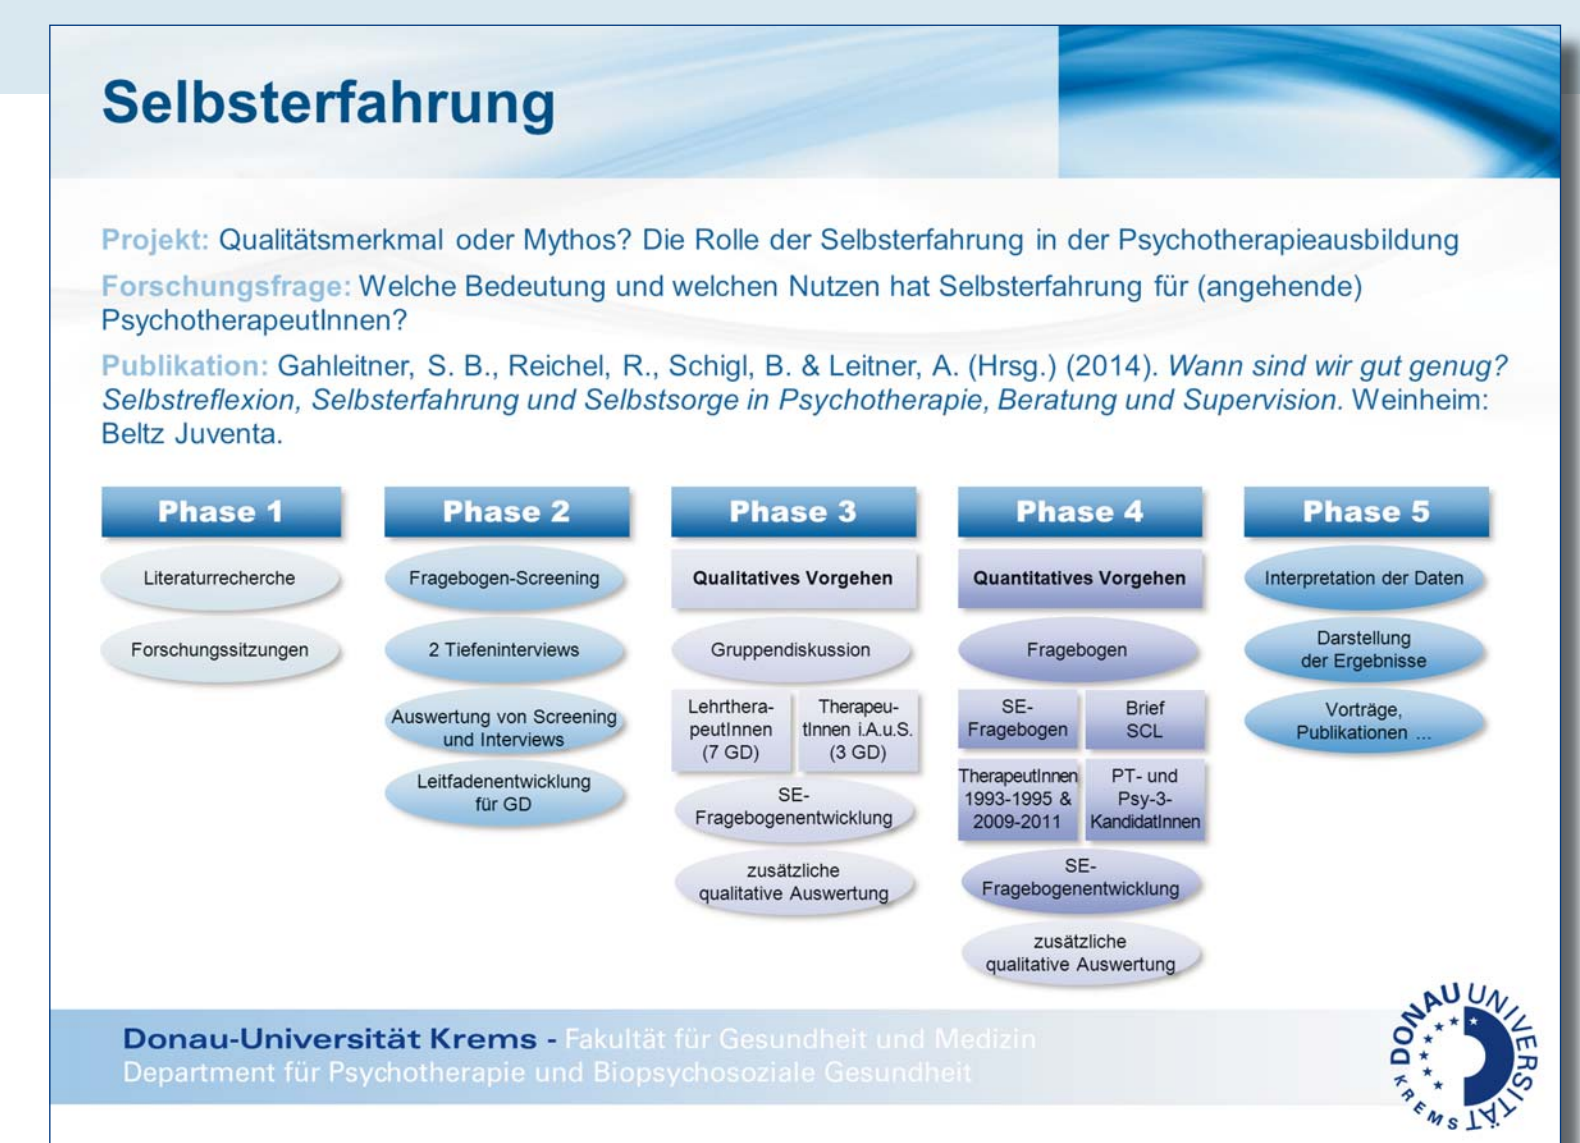 Selbsterfahrung
Projekt: Qualitätsmerkmal oder Mythos? Die Rolle der Selbsterfahrung in der Psychotherapieausbildung
Forschungsfrage: Welche Bedeutung und welchen Nutzen hat Selbsterfahrung für (angehende)
PsychotherapeutInnen?
Publikation: Gahleitner, S. B., Reichel, R., Schigl, B. & Leitner, A. (Hrsg.) (2014). Wann sind wir gut genug?
Selbstreflexion, Selbsterfahrung und Selbstsorge in Psychotherapie, Beratung und Supervision. Weinheim:
Beltz Juventa.
Phase 1
Literaturrecherche
Forschungssitzungen
Phase 2
Fragebogen-Screening
2 Tiefeninterviews
Auswertung von Screening
und Interviews
Leitfadenentwicklung
für GD
Phase 3
Qualitatives Vorgehen
Gruppendiskussion
Lehrthera-
peutInnen
(7 GD)
Therapeu-
tInnen i.A.u.S.
(3 GD)
SE-
Fragebogenentwicklung
zusätzliche
qualitative Auswertung
Phase 4
Quantitatives Vorgehen
Fragebogen
SE-
Fragebogen
Brief
SCL
TherapeutInnen
1993-1995 &
2009-2011
PT- und
Psy-3-
KandidatInnen
SE-
Fragebogenentwicklung
zusätzliche
qualitative Auswertung
Phase 5
Interpretation der Daten
Darstellung
der Ergebnisse
Vorträge,
Publikationen ...
Donau-Universität Krems - Fakultät für Gesundheit und Medizin
Department für Psychotherapie und Biopsychosoziale Gesundheit
DONAU UNIVERSITÄT KREMS